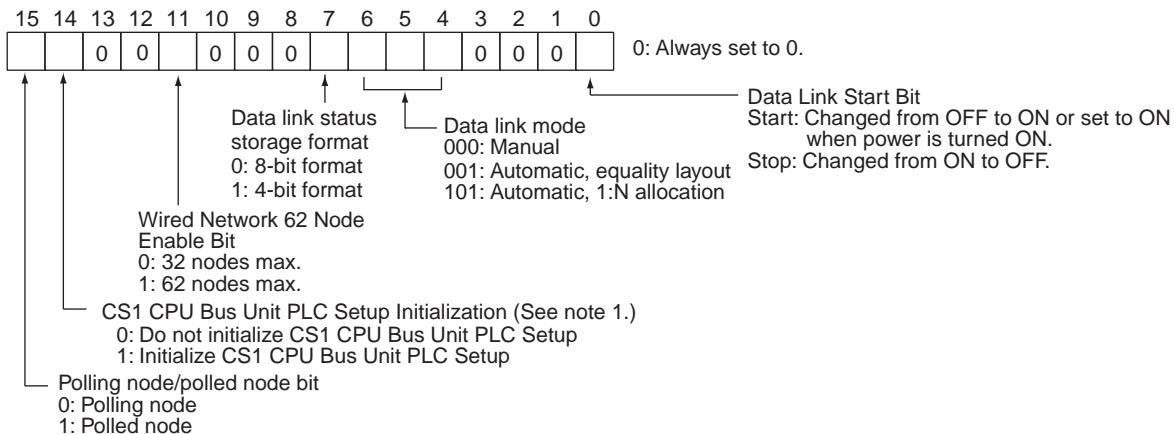 15 14 13 12 11 10 9 8 7 6 5 4 3 2 1 0
0 0 0 0 0 0 0 0
0: Always set to 0.
Data Link Start Bit
Start: Changed from OFF to ON or set to ON
when power is turned ON.
Stop: Changed from ON to OFF.
Data link mode
000: Manual
001: Automatic, equality layout
101: Automatic, 1:N allocation
Data link status
storage format
0: 8-bit format
1: 4-bit format
Wired Network 62 Node
Enable Bit
0: 32 nodes max.
1: 62 nodes max.
CS1 CPU Bus Unit PLC Setup Initialization (See note 1.)
0: Do not initialize CS1 CPU Bus Unit PLC Setup
1: Initialize CS1 CPU Bus Unit PLC Setup
Polling node/polled node bit
0: Polling node
1: Polled node